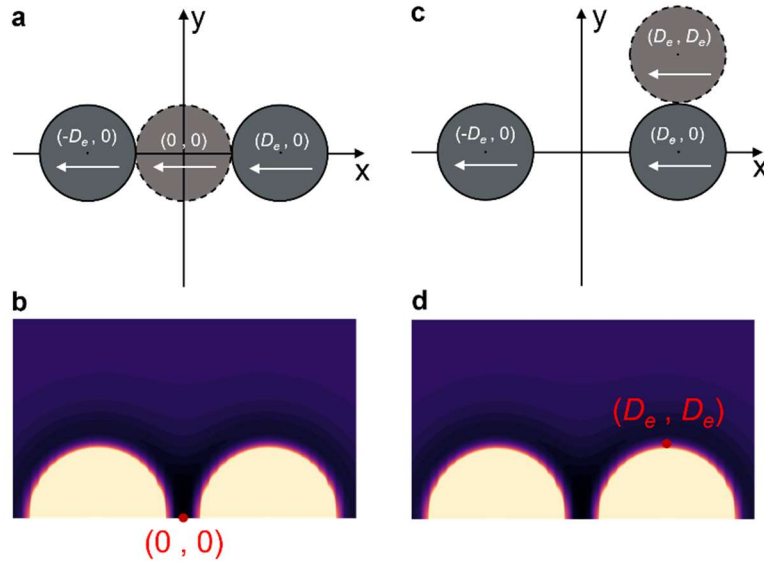 a
y
(-Dₑ, 0)
(0 , 0)
(Dₑ, 0)
x
b
(0 , 0)
c
y
(Dₑ, Dₑ)
(-Dₑ, 0)
(Dₑ, 0)
x
d
(Dₑ , Dₑ)